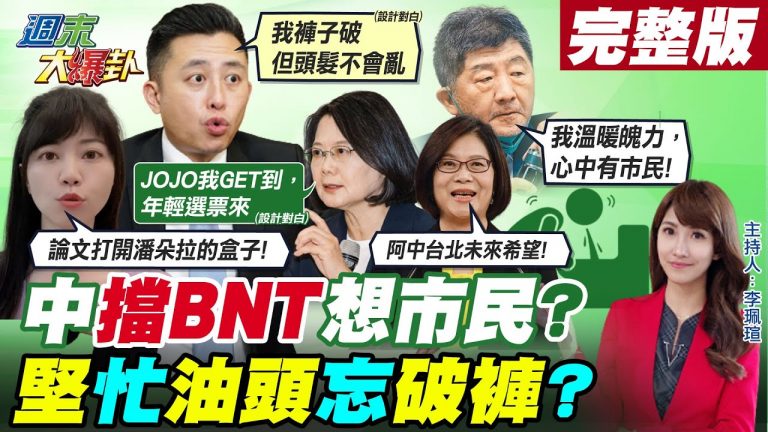 週末
大爆卦
我褲子破
但頭髮不會亂
(設計對白)
完整版
我溫暖魄力，
心中有市民!
JOJO我GET到，
年輕選票來
(設計對白)
論文打開潘朵拉的盒子!
阿中台北未來希望!
主持人：李珮瑄
中擋BNT想市民?
堅忙油頭忘破褲?